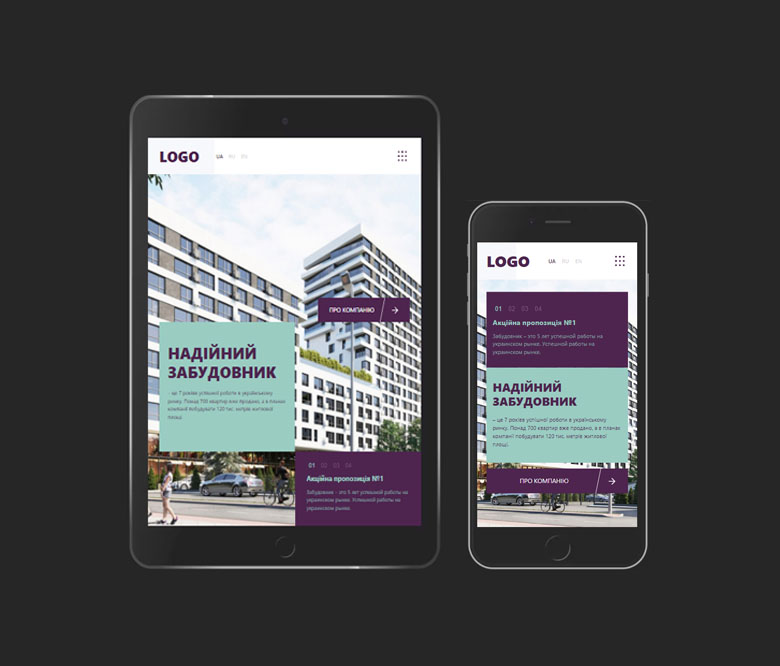 LOGO
UA RU EN
ПРО КОМПАНІЮ
НАДІЙНИЙ
ЗАБУДОВНИК
– це 7 років успішної роботи в українському
ринку. Понад 700 квартир вже продано, а в планах
компанії побудувати 120 тис. метрів житлової
площі.
01 02 03 04
Акційна пропозиція №1
Забудовник – это 5 лет успешной работы на
украинском рынке. Успешной работы на
украинском рынке.
LOGO
UA RU EN
01 02 03 04
Акційна пропозиція №1
Забудовник – это 5 лет успешной работы на
украинском рынке. Успешной работы на
украинском рынке.
НАДІЙНИЙ
ЗАБУДОВНИК
– це 7 років успішної роботи в українському
ринку. Понад 700 квартир вже продано, а в планах
компанії побудувати 120 тис. метрів житлової
площі.
ПРО КОМПАНІЮ